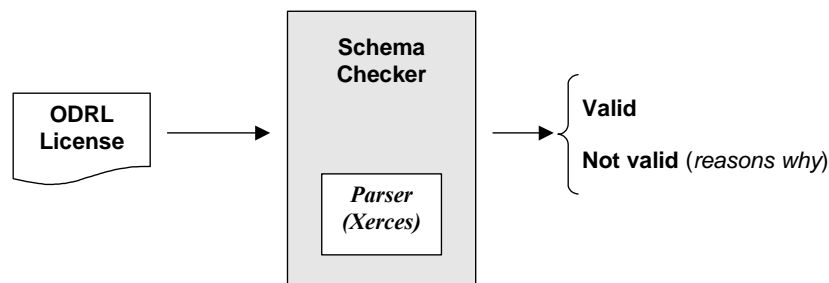 ODRL
License
Schema
Checker
Parser
(Xerces)
Valid
Not valid (reasons why)